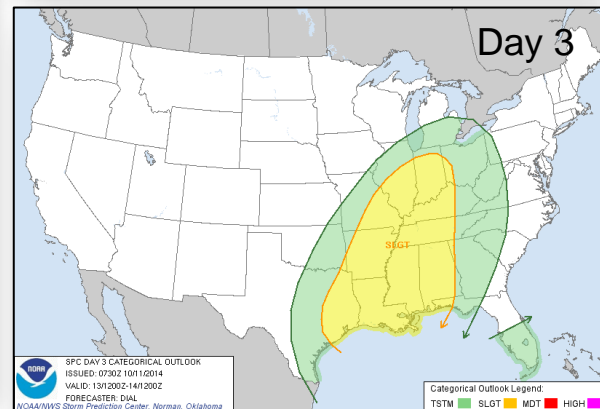 Day 3
SLGT
NOAA
SPC DAY 3 CATEGORICAL OUTLOOK
ISSUED: 0730Z 10/11/2014
VALID: 13/1200Z-14/1200Z
FORECASTER: DIAL
NOAA/NWS Storm Prediction Center, Norman, Oklahoma
Categorical Outlook Legend:
TSTM SLGT MDT HIGH